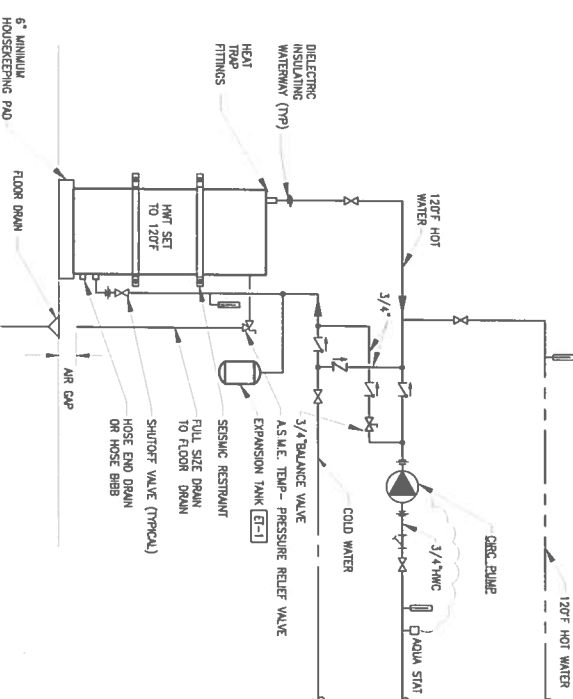 6" MINIMUM
HOUSEKEEPING PAD
FLOOR DRAIN
HEAT
TRAP
FITTINGS
DIELECTRIC
INSULATING
WATERWAY (TYP)
HWT SET
TO 120°F
120°F HOT
WATER
3/4"
AIR GAP
HOSE END DRAIN
OR HOSE BIBB
SHUTOFF VALVE (TYPICAL)
FULL SIZE DRAIN
TO FLOOR DRAIN
SEISMIC RESTRAINT
EXPANSION TANK ET-1
A.S.M.E. TEMP- PRESSURE RELIEF VALVE
3/4" BALANCE VALVE
COLD WATER
CIRC PUMP
3/4"HWC
AQUA STAT
120°F HOT WATER